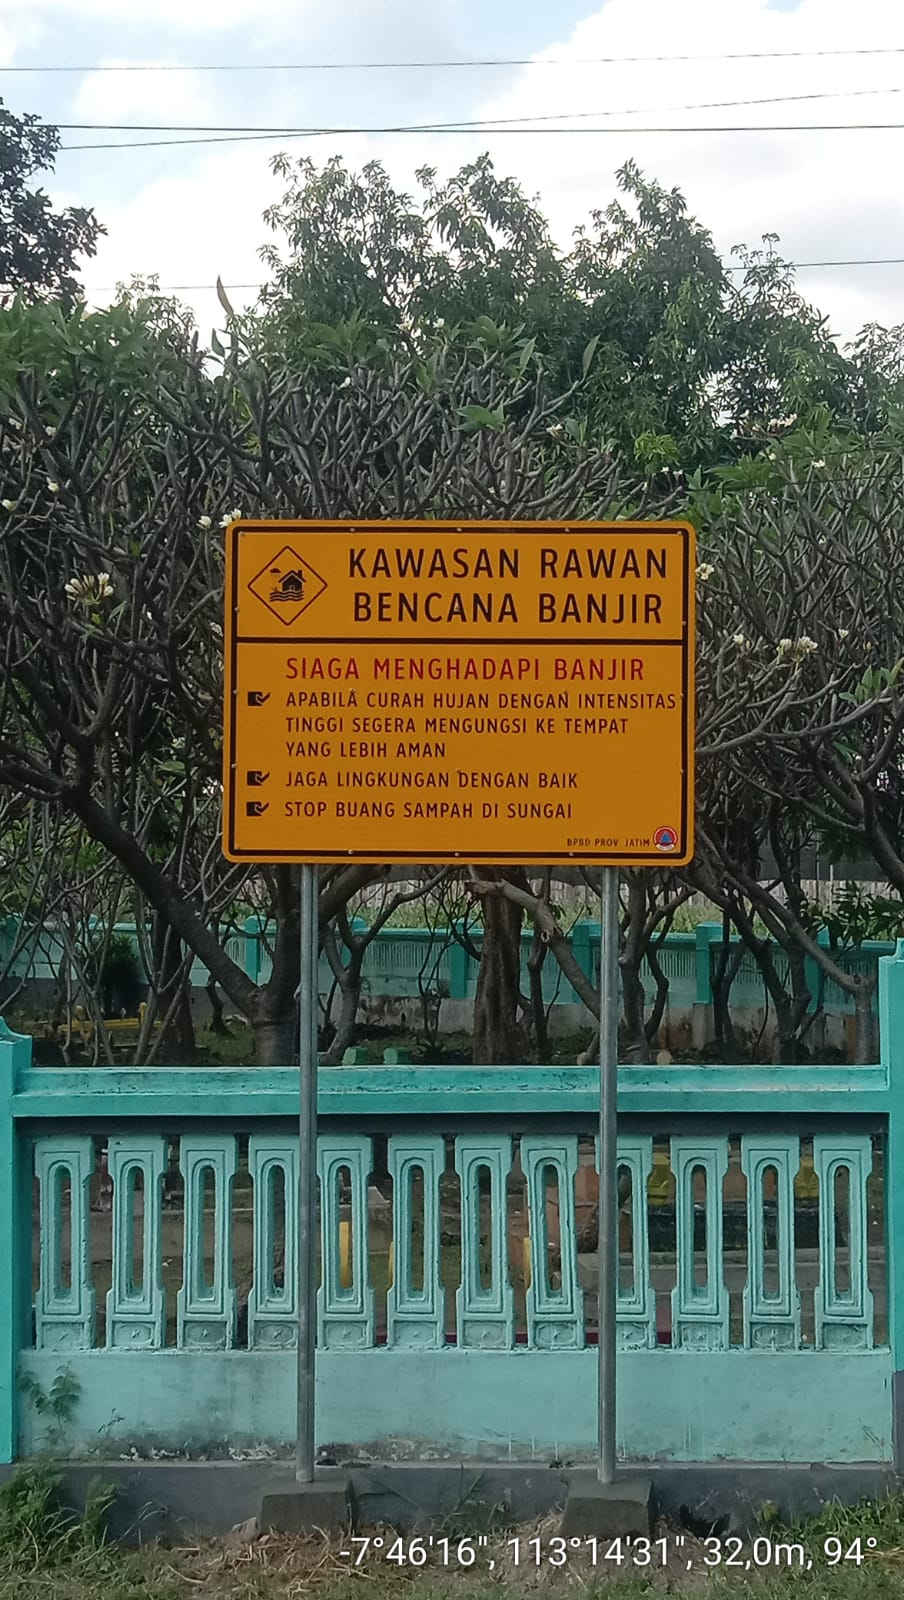 KAWASAN RAWAN
BENCANA BANJIR
SIAGA MENGHADAPI BANJIR
APABILA CURAH HUJAN DENGAN INTENSITAS
TINGGI SEGERA MENGUNGSI KE TEMPAT
YANG LEBIH AMAN
JAGA LINGKUNGAN DENGAN BAIK
STOP BUANG SAMPAH DI SUNGAI
BPBD PROV JATIM
-7°46'16", 113°14'31", 32,0m, 94°